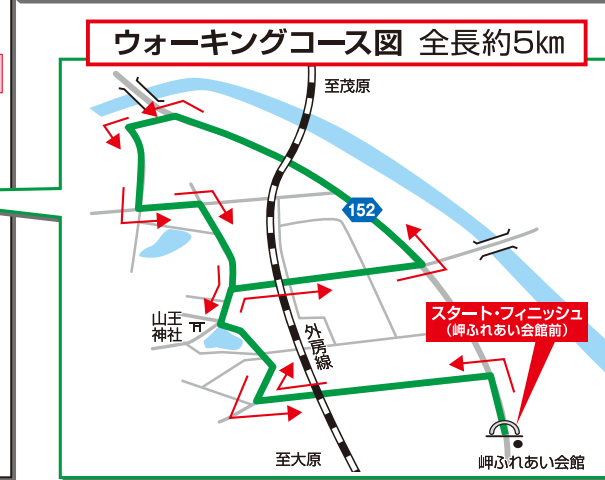 ウォーキングコース図 全長約5km
至茂原
152
スタート・フィニッシュ
(岬ふれあい会館前)
山王
神社
外房線
至大原
岬ふれあい会館